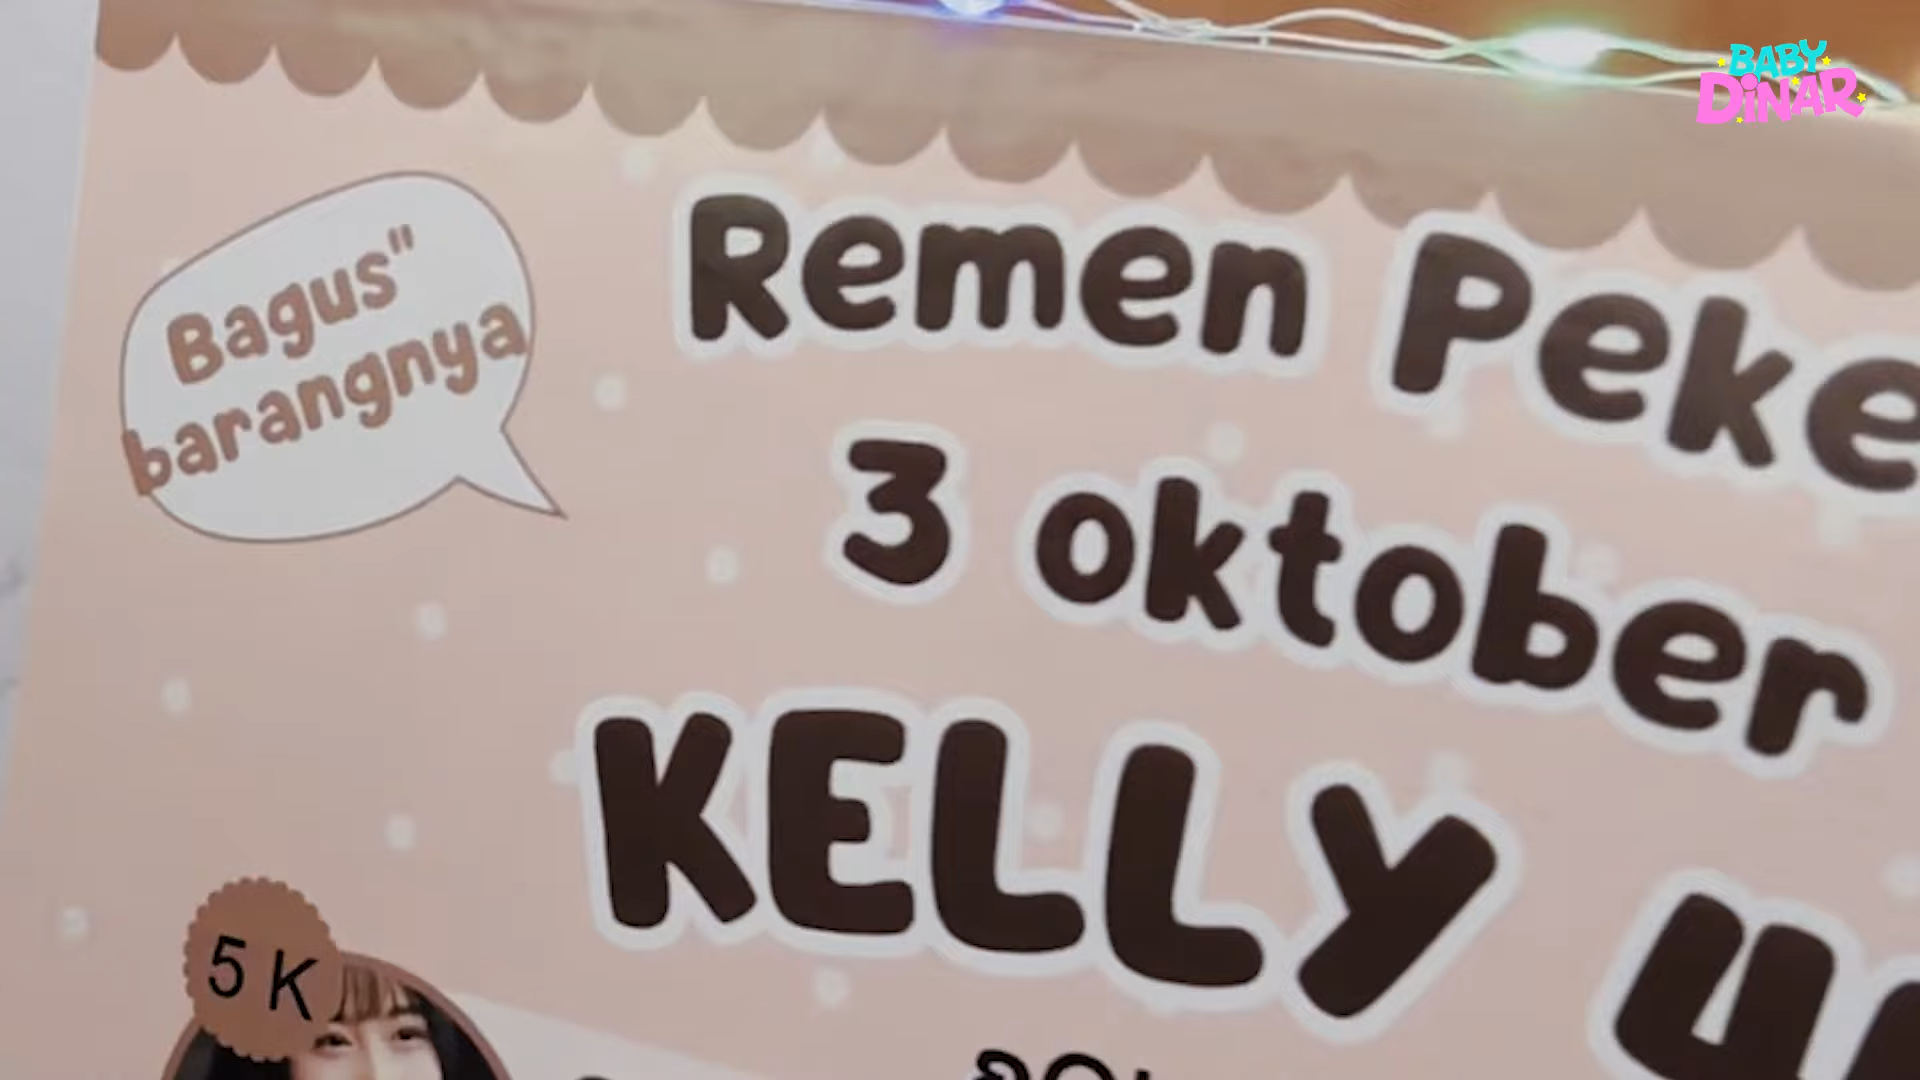 BABY
DiNAR
Bagus"
barangnya
Remen Peke
3 oktober
KELLY
5 K